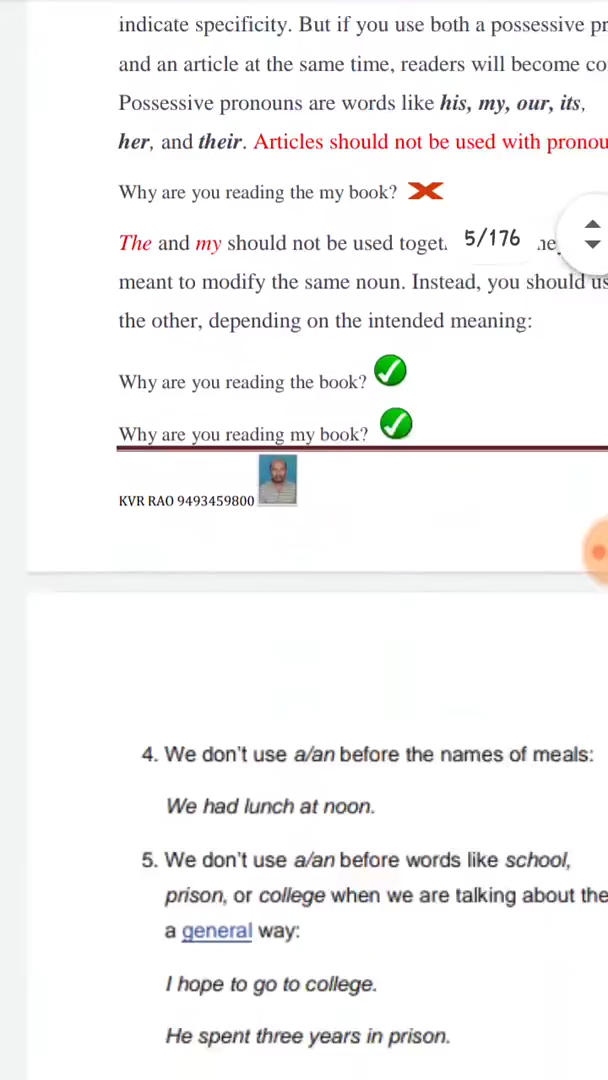 indicate specificity. But if you use both a possessive
and an article at the same time, readers will become
Possessive pronouns are words like his, my, our, its,
her, and their. Articles should not be used with
Why are you reading the my book?
The and my should not be used 5/176
meant to modify the same noun. Instead, you should
the other, depending on the intended meaning:
Why are you reading the book?
Why are you reading my book?
KVR RAO 9493459800
4. We don't use a/an before the names of meals:
We had lunch at noon.
5. We don't use a/an before words like school,
prison, or college when we are talking about
a general way:
I hope to go to college.
He spent three years in prison.